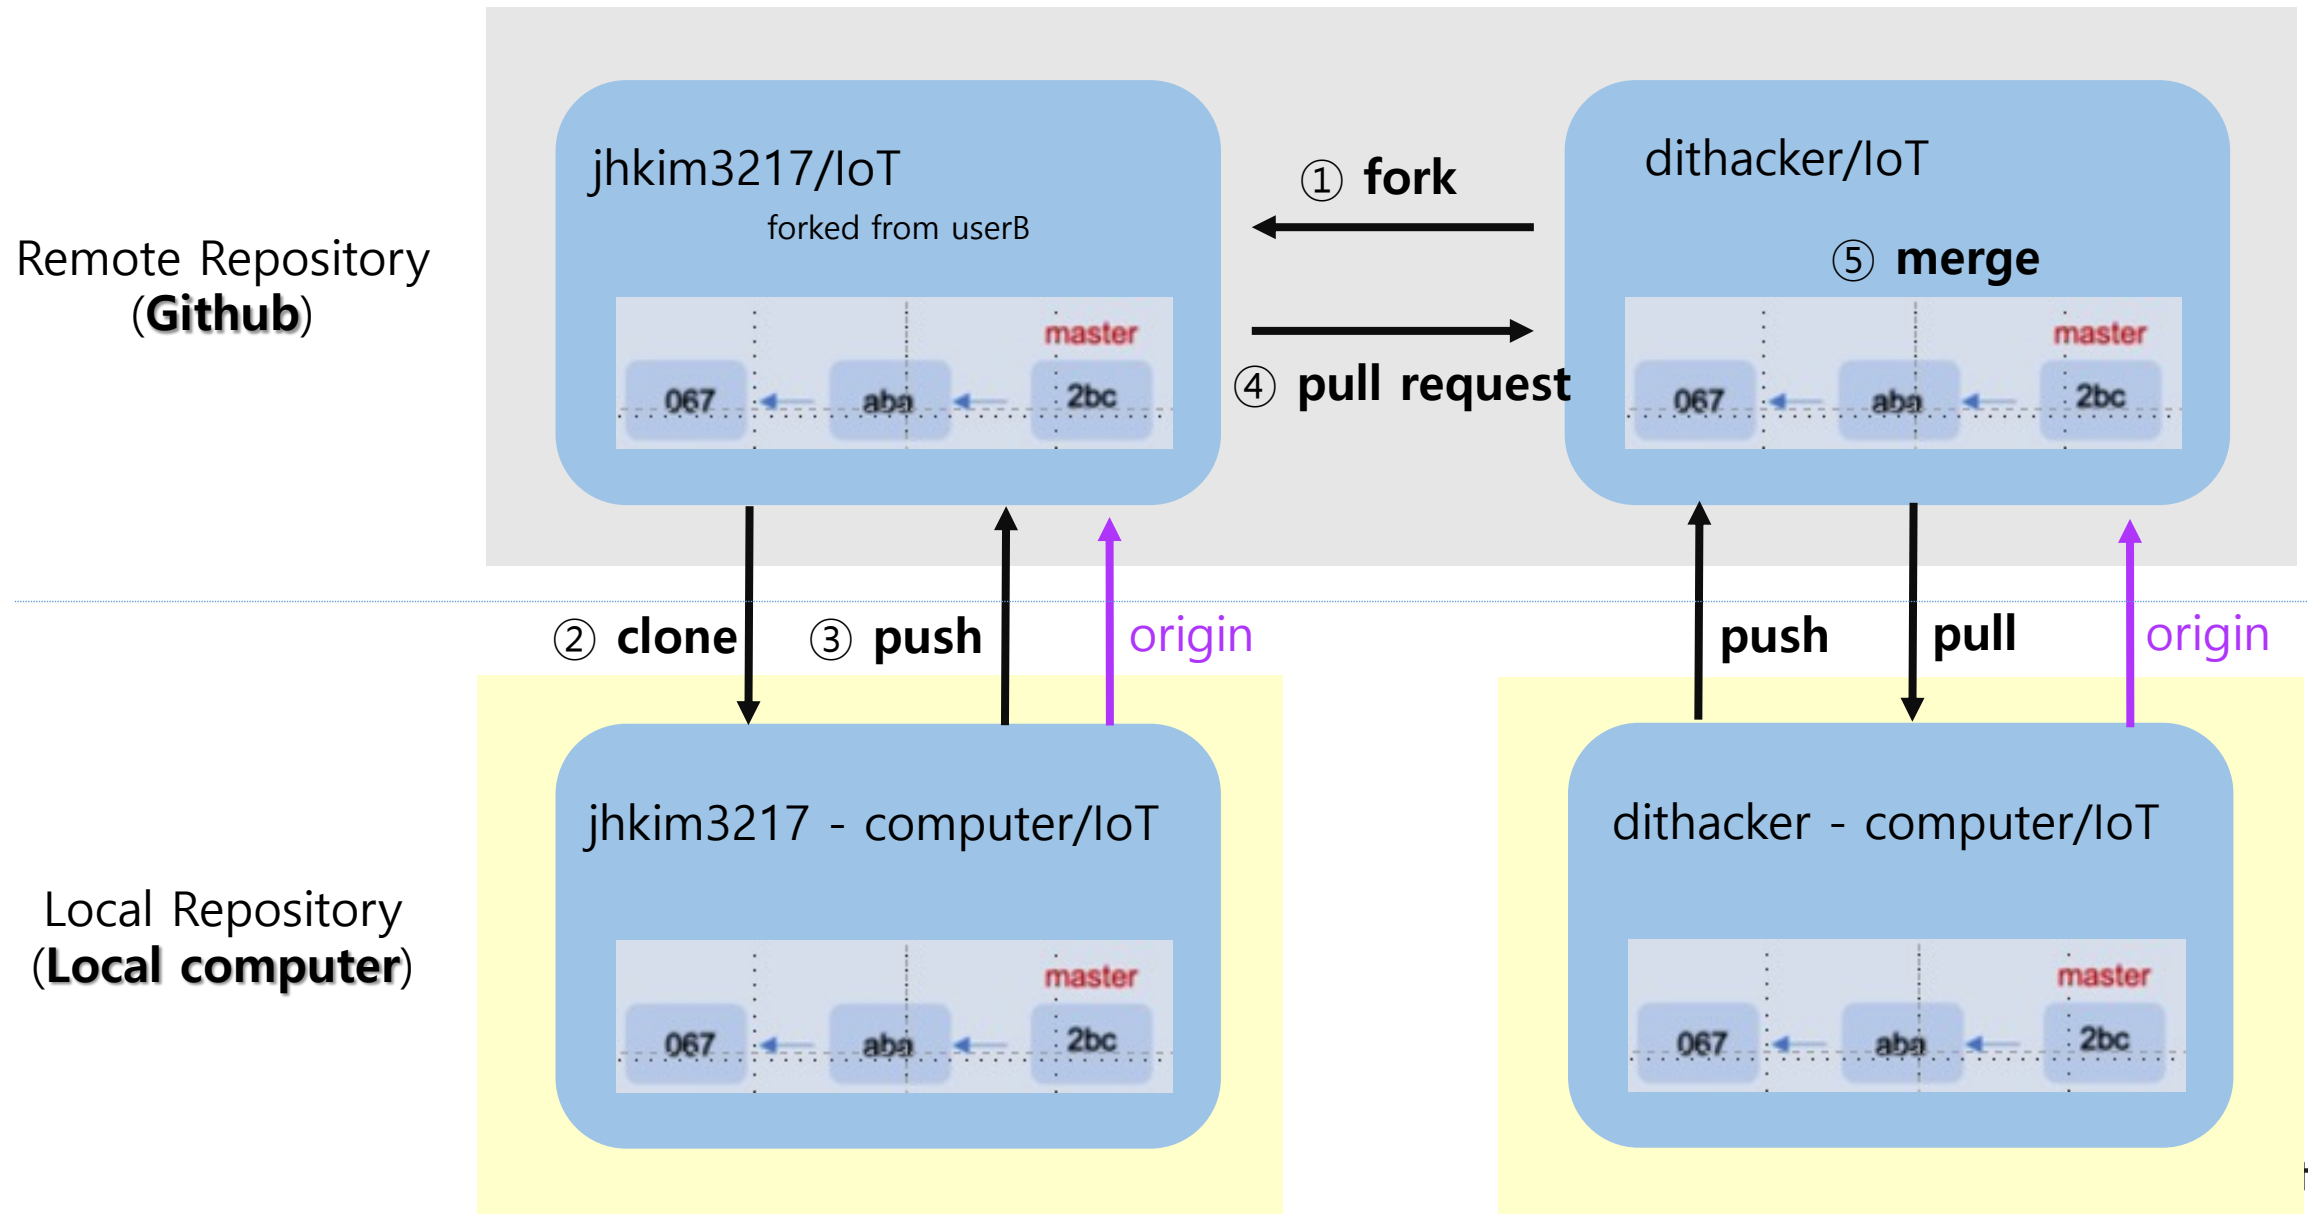 jhkim3217/IoT
forked from userB
① fork
dithacker/IoT
⑤ merge
Remote Repository
(Github)
master
067
aba
2bc
④ pull request
master
067
aba
2bc
② clone
③ push
origin
push
pull
origin
jhkim3217 - computer/IoT
dithacker - computer/IoT
Local Repository
(Local computer)
master
067
aba
2bc
master
067
aba
2bc